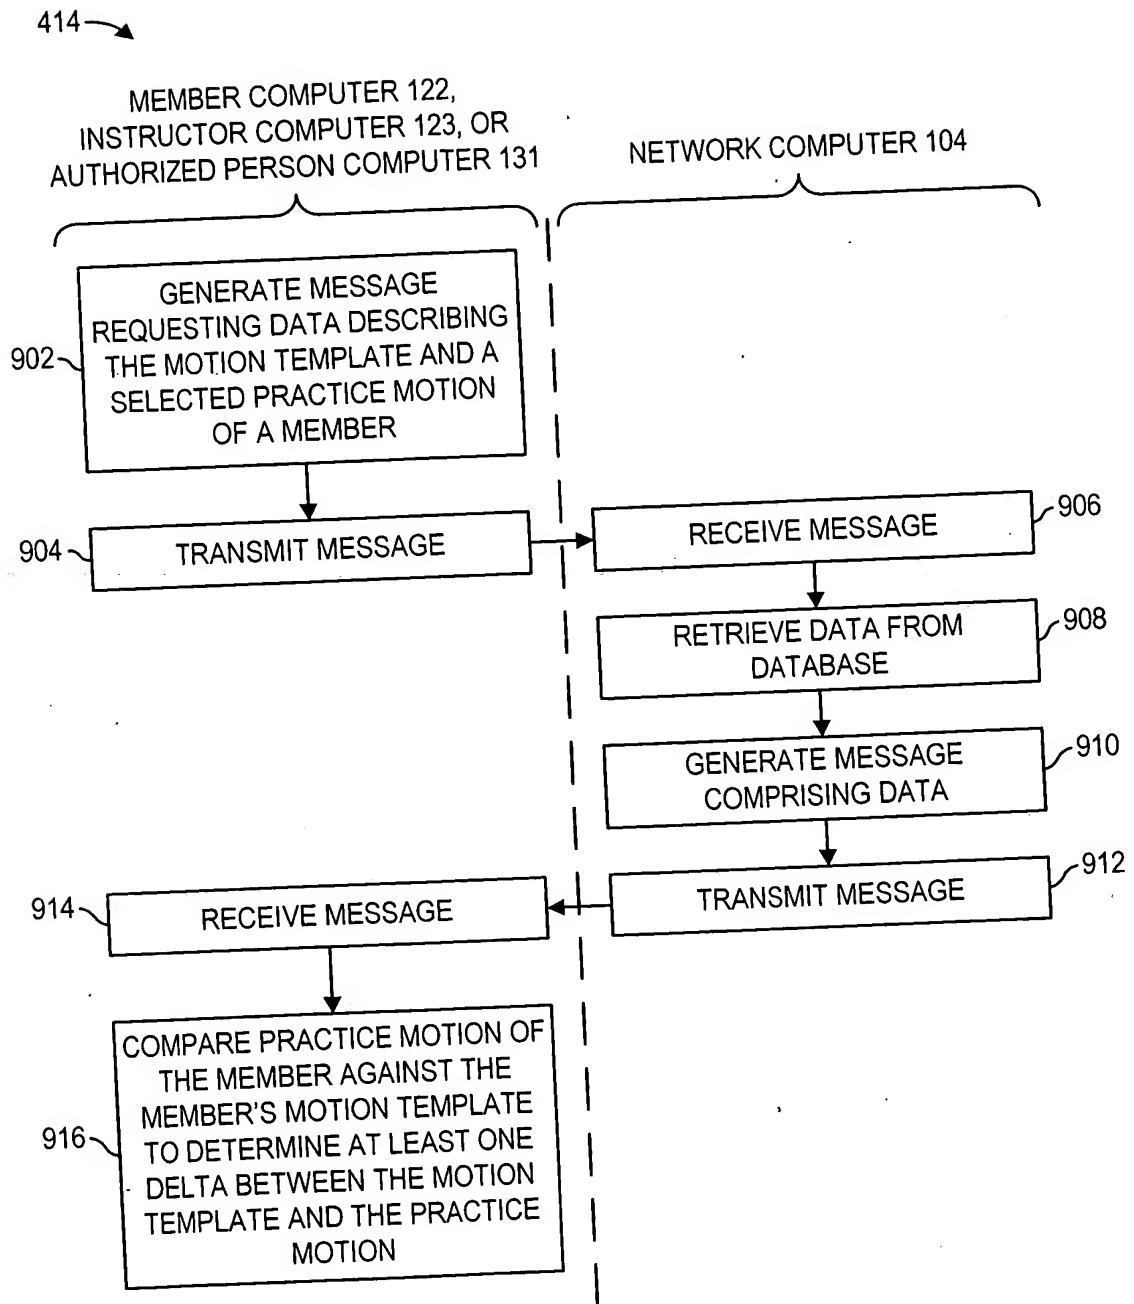 414
MEMBER COMPUTER 122,
INSTRUCTOR COMPUTER 123, OR
AUTHORIZED PERSON COMPUTER 131
NETWORK COMPUTER 104
902
GENERATE MESSAGE
REQUESTING DATA DESCRIBING
THE MOTION TEMPLATE AND A
SELECTED PRACTICE MOTION
OF A MEMBER
904
TRANSMIT MESSAGE
RECEIVE MESSAGE
906
RETRIEVE DATA FROM
DATABASE
908
GENERATE MESSAGE
COMPRISING DATA
910
TRANSMIT MESSAGE
912
914
RECEIVE MESSAGE
916
COMPARE PRACTICE MOTION OF
THE MEMBER AGAINST THE
MEMBER'S MOTION TEMPLATE
TO DETERMINE AT LEAST ONE
DELTA BETWEEN THE MOTION
TEMPLATE AND THE PRACTICE
MOTION